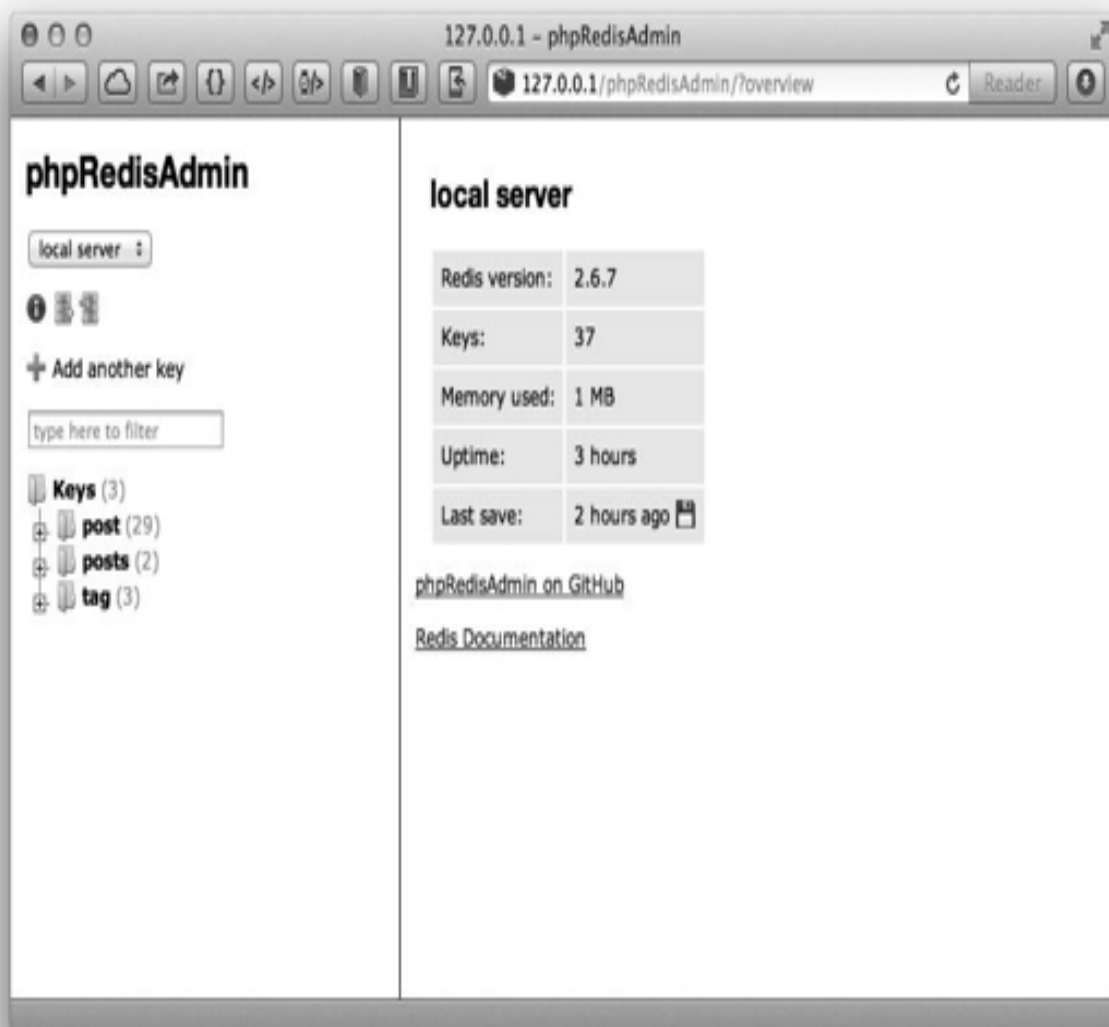 127.0.0.1 – phpRedisAdmin
127.0.0.1/phpRedisAdmin/?overview
Reader
phpRedisAdmin
local server
Add another key
type here to filter
Keys (3)
post (29)
posts (2)
tag (3)
local server
Redis version: 2.6.7
Keys: 37
Memory used: 1 MB
Uptime: 3 hours
Last save: 2 hours ago
phpRedisAdmin on GitHub
Redis Documentation